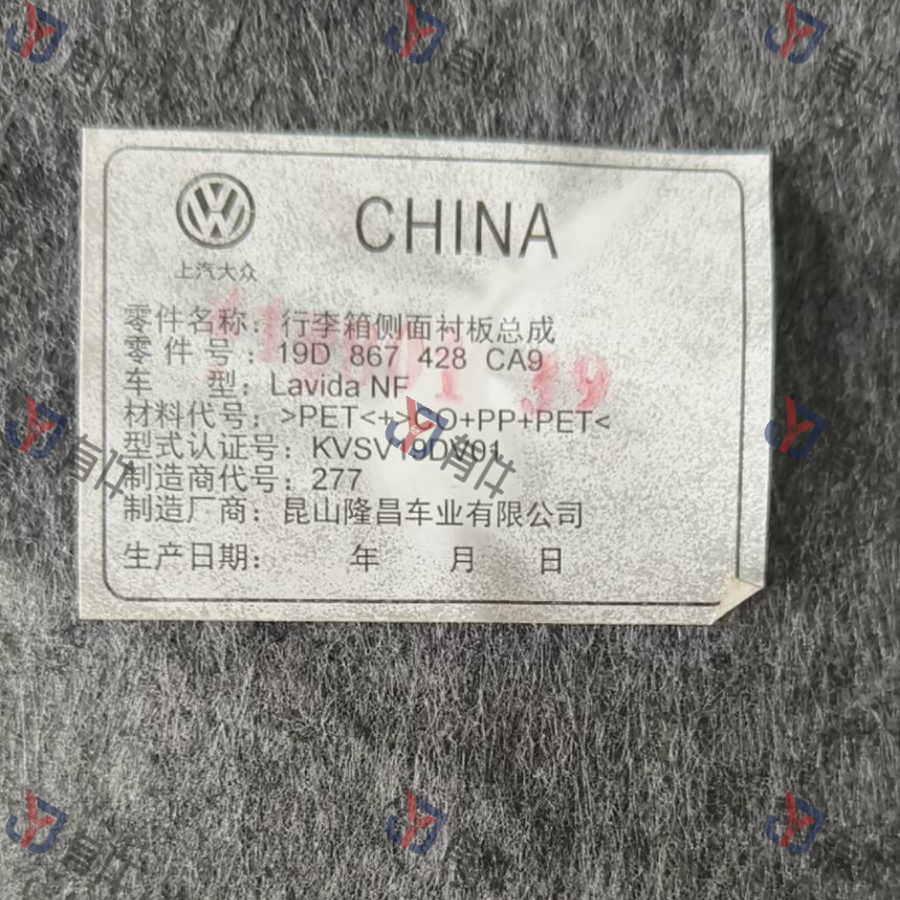 CHINA
上汽大众
零件名称：行李箱侧面衬板总成
零件号：19D 867 428 CA9
车 型：Lavida NF
材料代号：>PET<+>CO+PP+PET<
型式认证号：KVSV19DV01
制造商代号：277
制造厂商：昆山隆昌车业有限公司
生产日期： 年 月 日